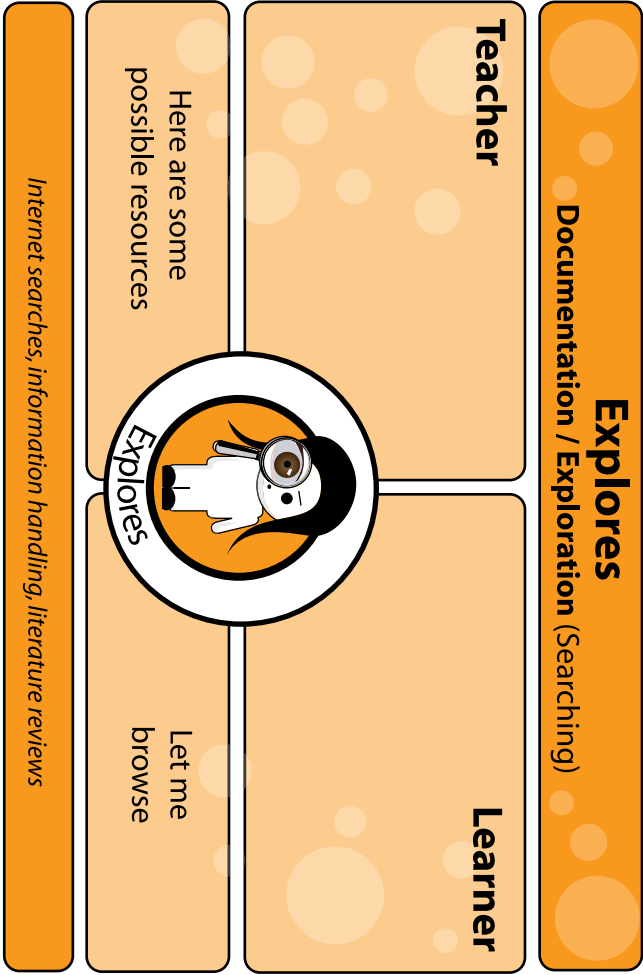 Explores
Documentation / Exploration (Searching)
Teacher
Learner
Here are some
possible resources
Let me
browse
Explores
Internet searches, information handling, literature reviews